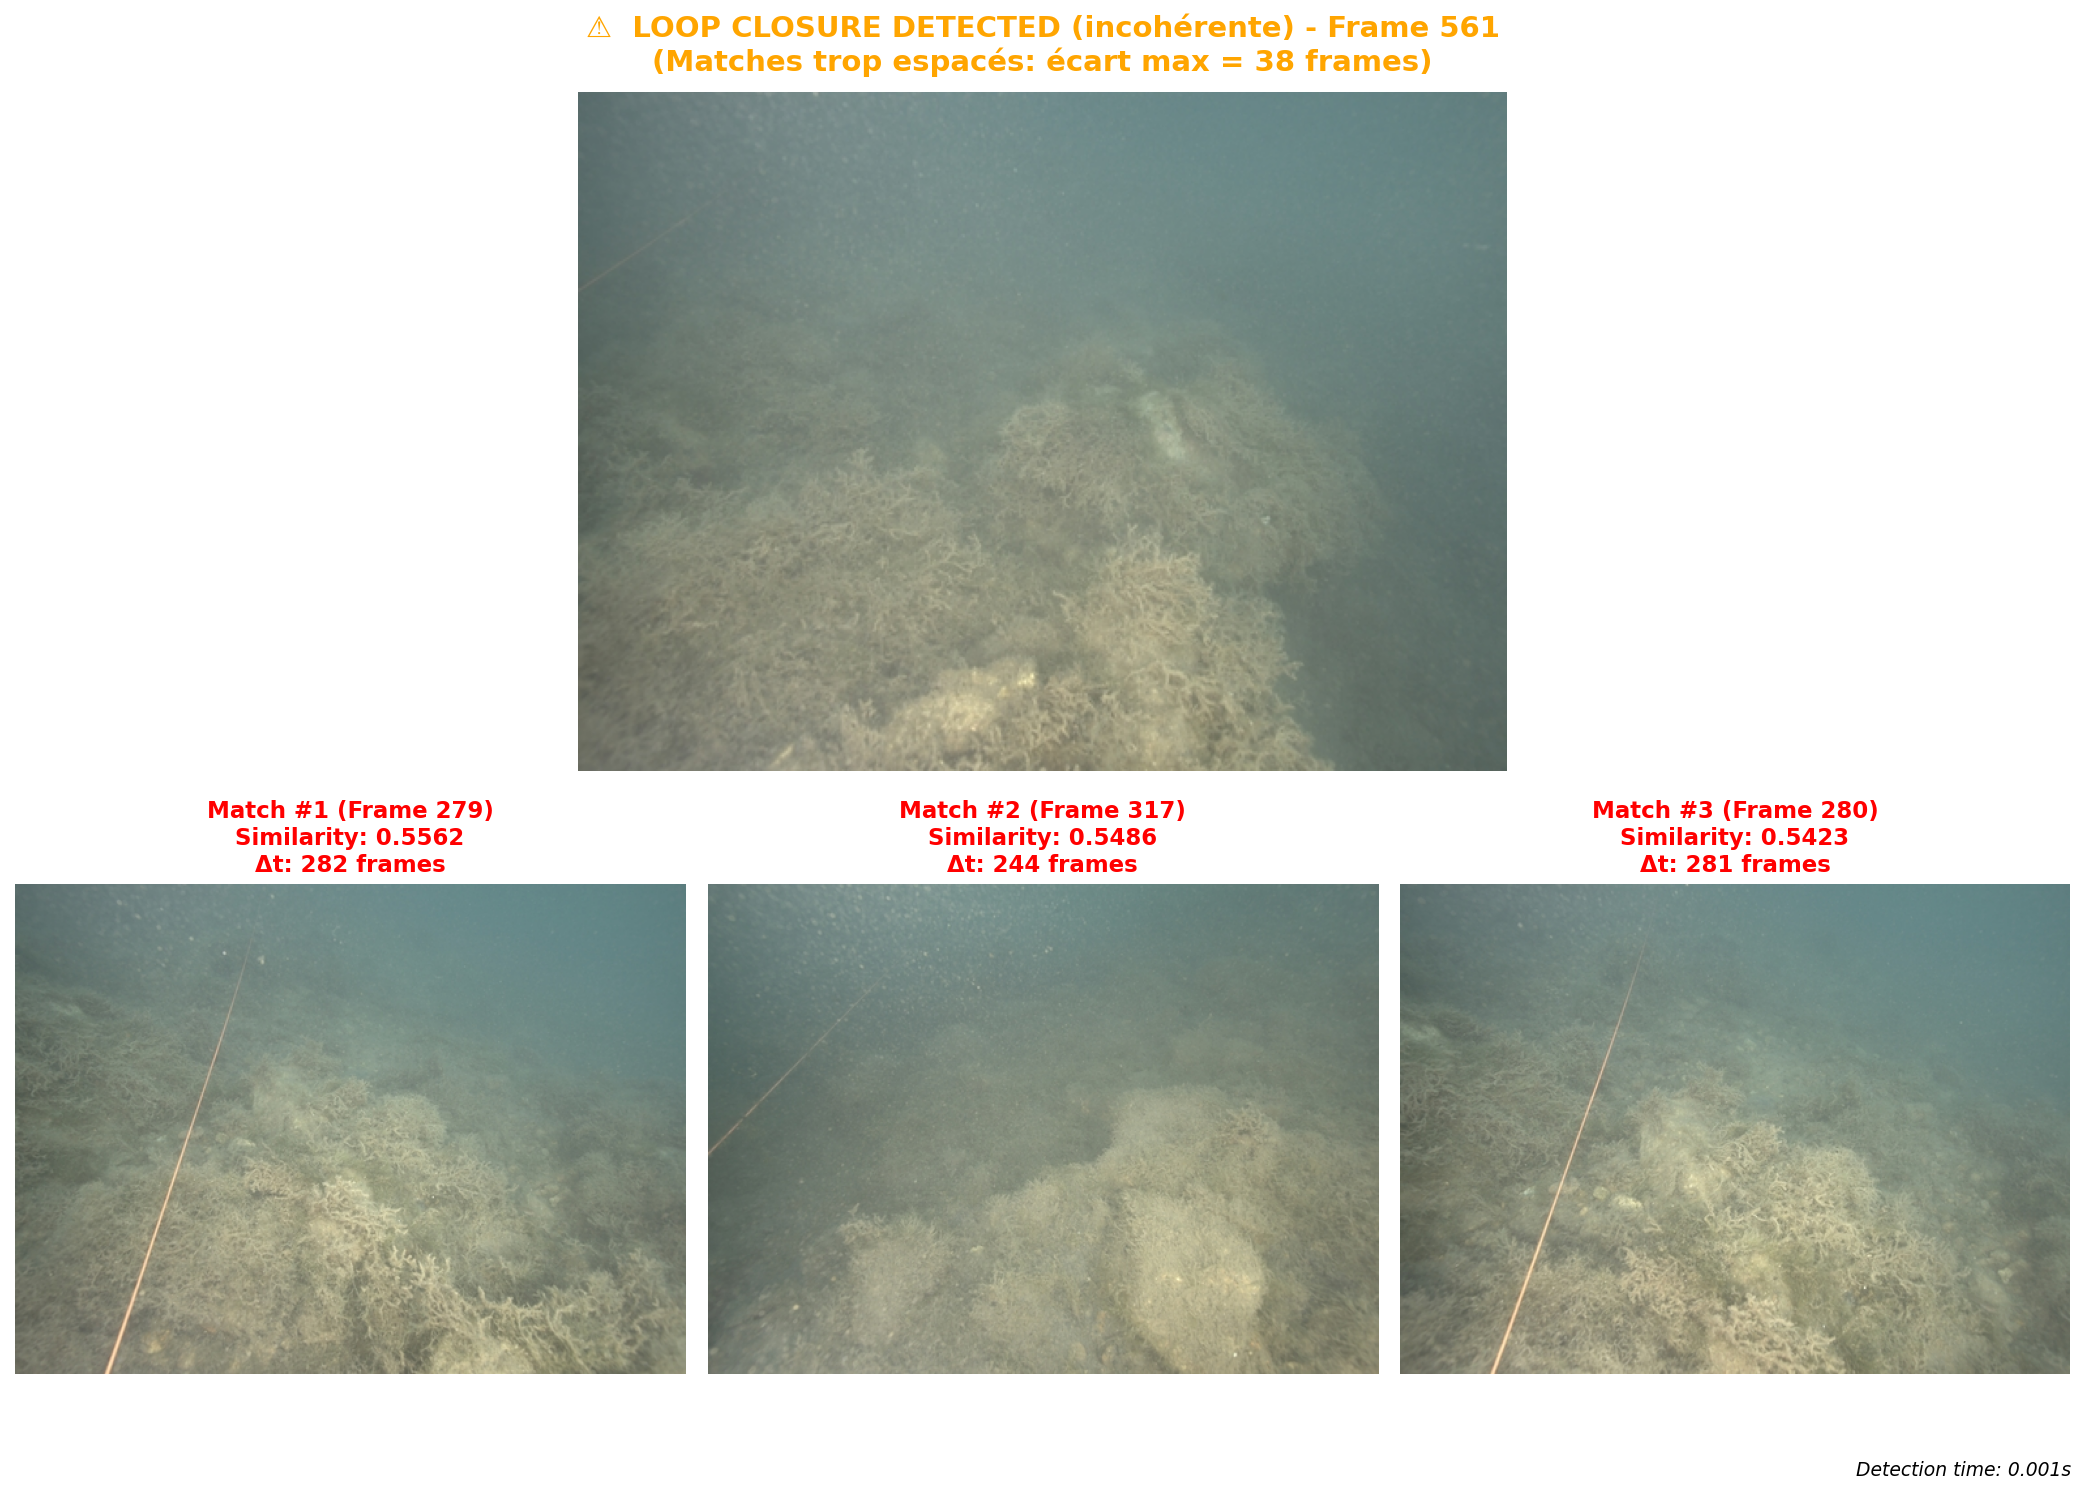 ⚠ LOOP CLOSURE DETECTED (incohérente) - Frame 561
(Matches trop espacés: écart max = 38 frames)
Match #1 (Frame 279)
Similarity: 0.5562
Δt: 282 frames
Match #2 (Frame 317)
Similarity: 0.5486
Δt: 244 frames
Match #3 (Frame 280)
Similarity: 0.5423
Δt: 281 frames
Detection time: 0.001s